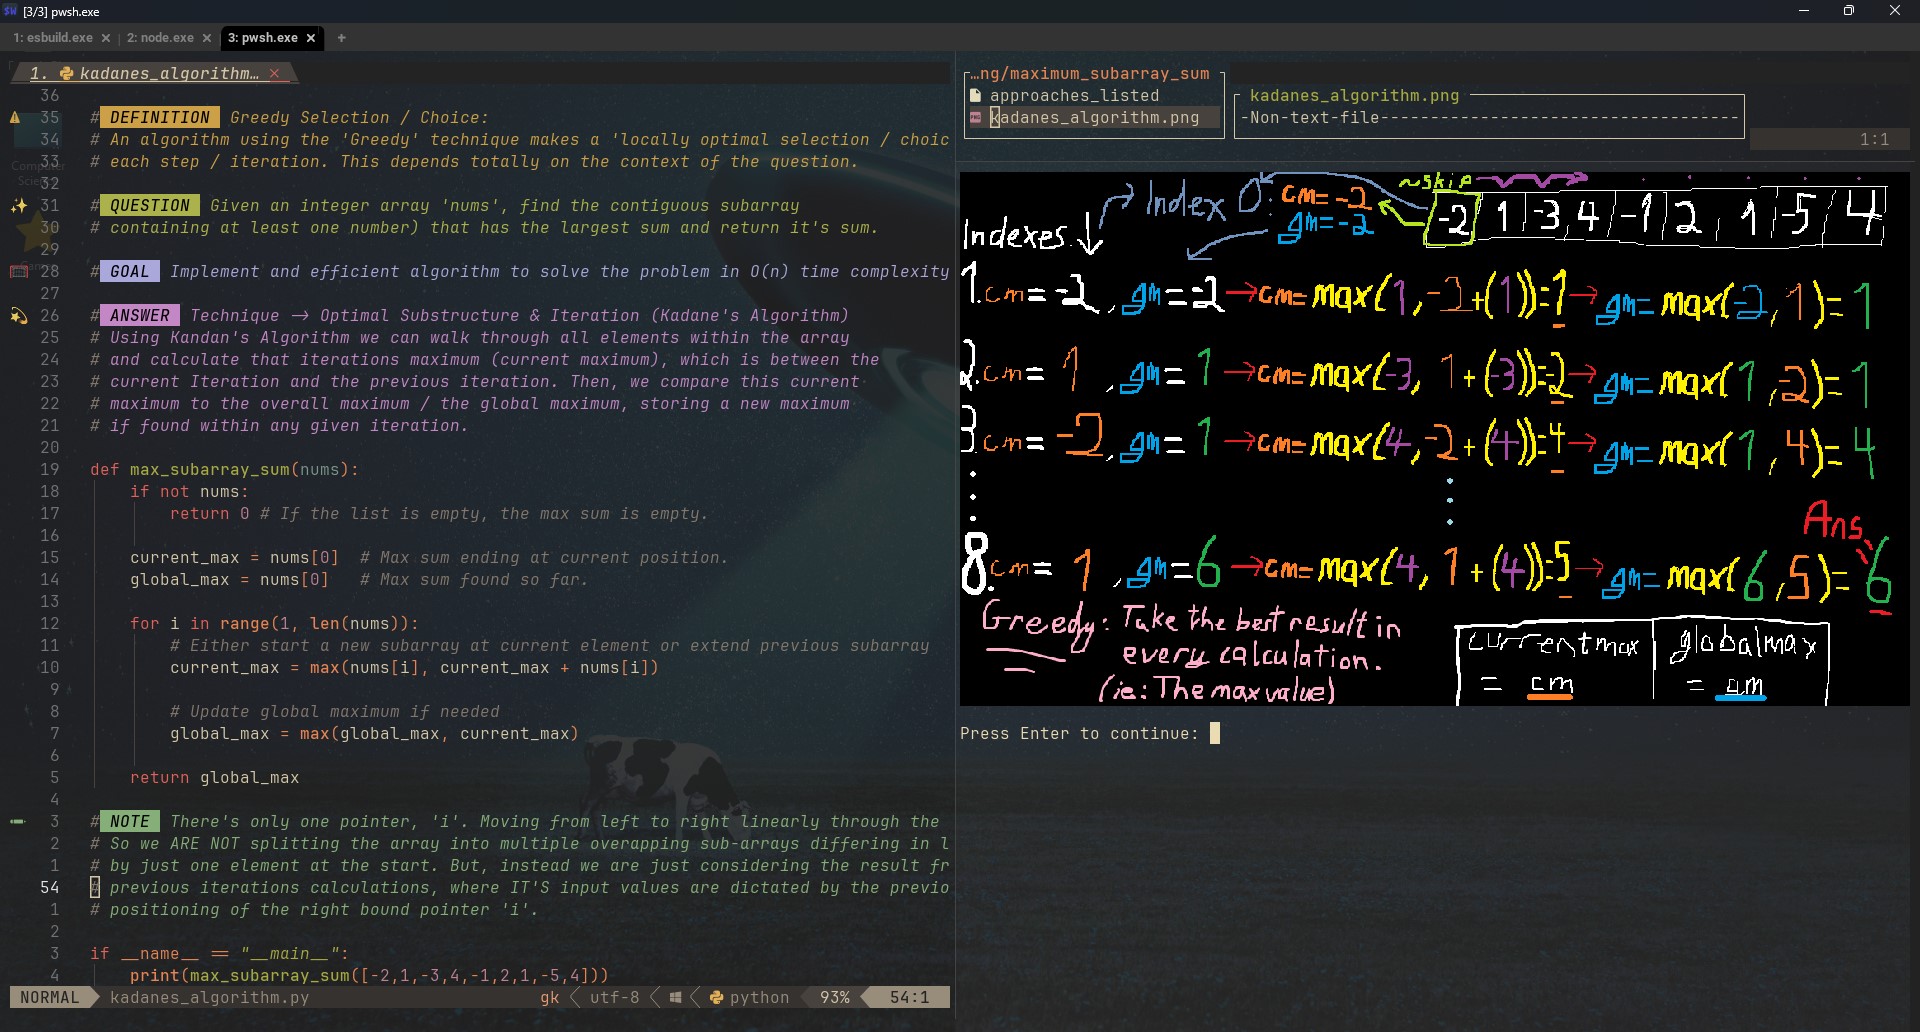 [3/3] pwsh.exe
1: esbuild.exe × 2: node.exe × 3: pwsh.exe × +
1. kadanes_algorithm… ×
36
35 # DEFINITION Greedy Selection / Choice:
34 # An algorithm using the 'Greedy' technique makes a 'locally optimal selection / choic
33 # each step / iteration. This depends totally on the context of the question.
32
31 # QUESTION Given an integer array 'nums', find the contiguous subarray
30 # containing at least one number) that has the largest sum and return it's sum.
29
28 # GOAL Implement and efficient algorithm to solve the problem in O(n) time complexity
27
26 # ANSWER Technique -> Optimal Substructure & Iteration (Kadane's Algorithm)
25 # Using Kandan's Algorithm we can walk through all elements within the array
24 # and calculate that iterations maximum (current maximum), which is between the
23 # current Iteration and the previous iteration. Then, we compare this current
22 # maximum to the overall maximum / the global maximum, storing a new maximum
21 # if found within any given iteration.
20
19 def max_subarray_sum(nums):
18 if not nums:
17 return 0 # If the list is empty, the max sum is empty.
16
15 current_max = nums[0] # Max sum ending at current position.
14 global_max = nums[0] # Max sum found so far.
13
12 for i in range(1, len(nums)):
11 # Either start a new subarray at current element or extend previous subarray
10 current_max = max(nums[i], current_max + nums[i])
9
8 # Update global maximum if needed
7 global_max = max(global_max, current_max)
6
5 return global_max
4
3 # NOTE There's only one pointer, 'i'. Moving from left to right linearly through the
2 # So we ARE NOT splitting the array into multiple overapping sub-arrays differing in l
1 # by just one element at the start. But, instead we are just considering the result fr
54 # previous iterations calculations, where IT'S input values are dictated by the previo
1 # positioning of the right bound pointer 'i'.
2
3 if __name__ == "__main__":
4 print(max_subarray_sum([-2,1,-3,4,-1,2,1,-5,4]))
NORMAL kadanes_algorithm.py gk utf-8 python 93% 54:1
…ng/maximum_subarray_sum
approaches_listed
kadanes_algorithm.png
kadanes_algorithm.png
-Non-text-file------------------------------------
1:1
Index 0: cm=-2 ~skip
gm=-2
-2 1 -3 4 -1 2 1 -5 4
Indexes
1. cm=-2, gm=-2 → cm= max(1, -2+(1))=1 → gm= max(-2, 1)= 1
2. cm= 1, gm= 1 → cm= max(-3, 1+(-3))=-2 → gm= max(1, -2)= 1
3. cm= -2, gm= 1 → cm= max(4, -2+(4))=4 → gm= max(1, 4)= 4
Ans
8. cm= 1, gm=6 → cm= max(4, 1+(4))=5 → gm= max(6, 5)= 6
Greedy: Take the best result in
every calculation.
(ie: The max value)
currentmax globalmax
= cm = gm
Press Enter to continue: